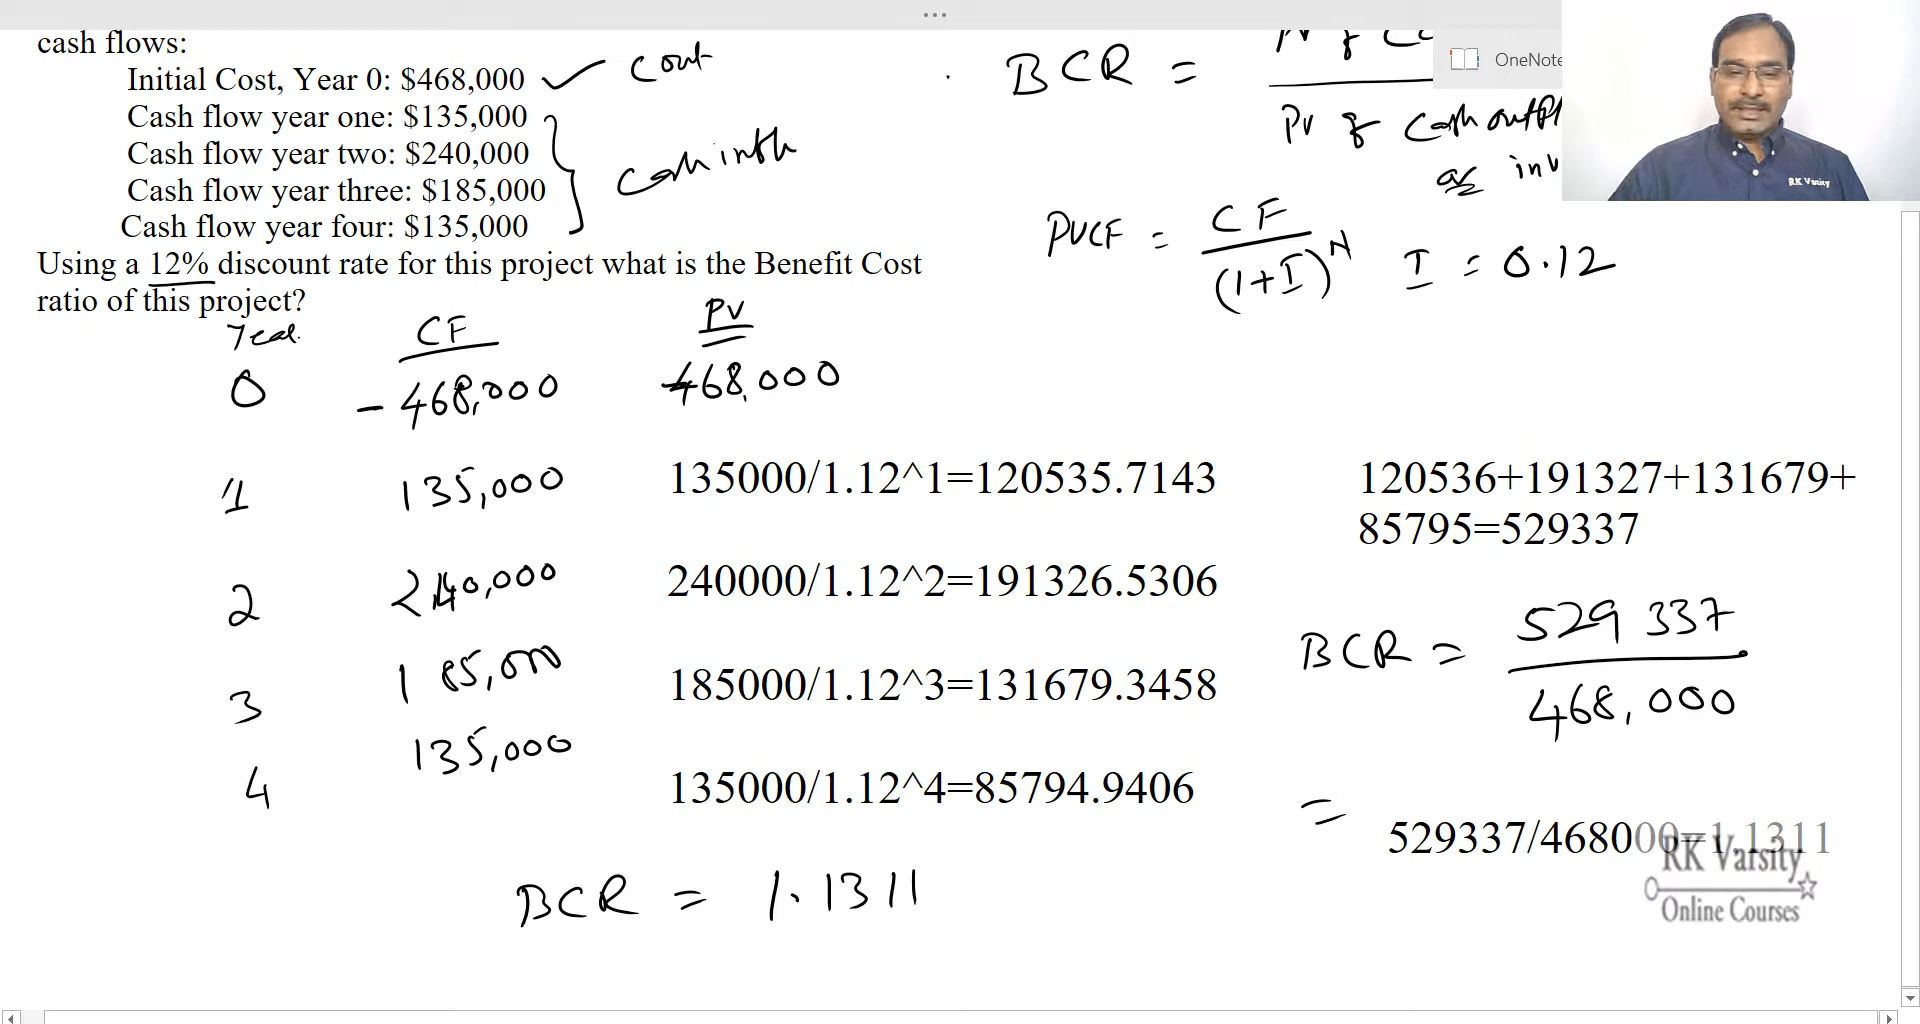 cash flows:
Initial Cost, Year 0: $468,000
Cash flow year one: $135,000
Cash flow year two: $240,000
Cash flow year three: $185,000
Cash flow year four: $135,000
Using a 12% discount rate for this project what is the Benefit Cost
ratio of this project?
BCR =
PV of Cash
as inv
OneNote
RK Varsity
PVCF = CF / (1+I)^N I = 0.12
Year CF PV
0 -468,000 468,000
1 135,000 135000/1.12^1=120535.7143
2 240,000 240000/1.12^2=191326.5306
3 185,000 185000/1.12^3=131679.3458
4 135,000 135000/1.12^4=85794.9406
120536+191327+131679+
85795=529337
BCR = 529337 / 468,000
= 529337/468000=1.1311
BCR = 1.1311
RK Varsity
Online Courses